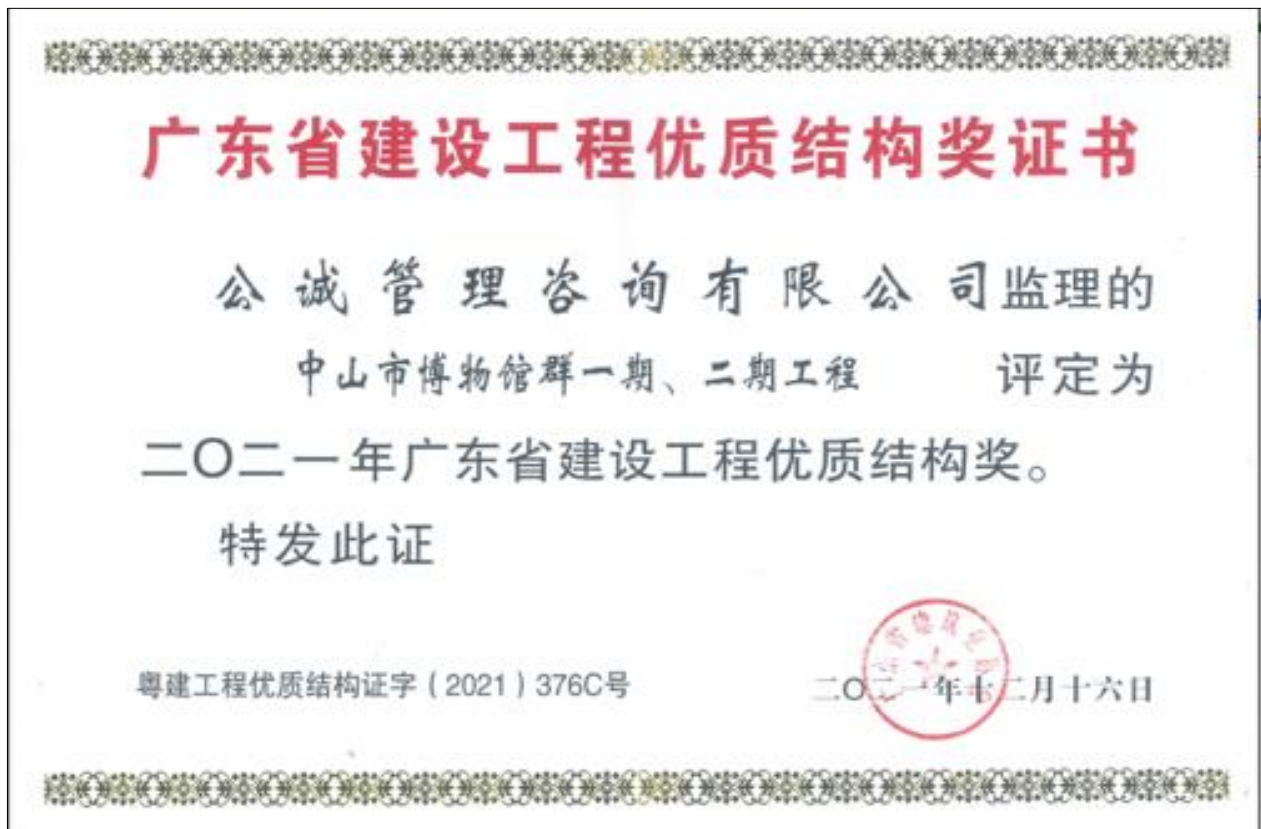 广东省建设工程优质结构奖证书
公诚管理咨询有限公司监理的
中山市博物馆群一期、二期工程 评定为
二〇二一年广东省建设工程优质结构奖。
特发此证
粤建工程优质结构证字（2021）376C号
二〇二一年十二月十六日